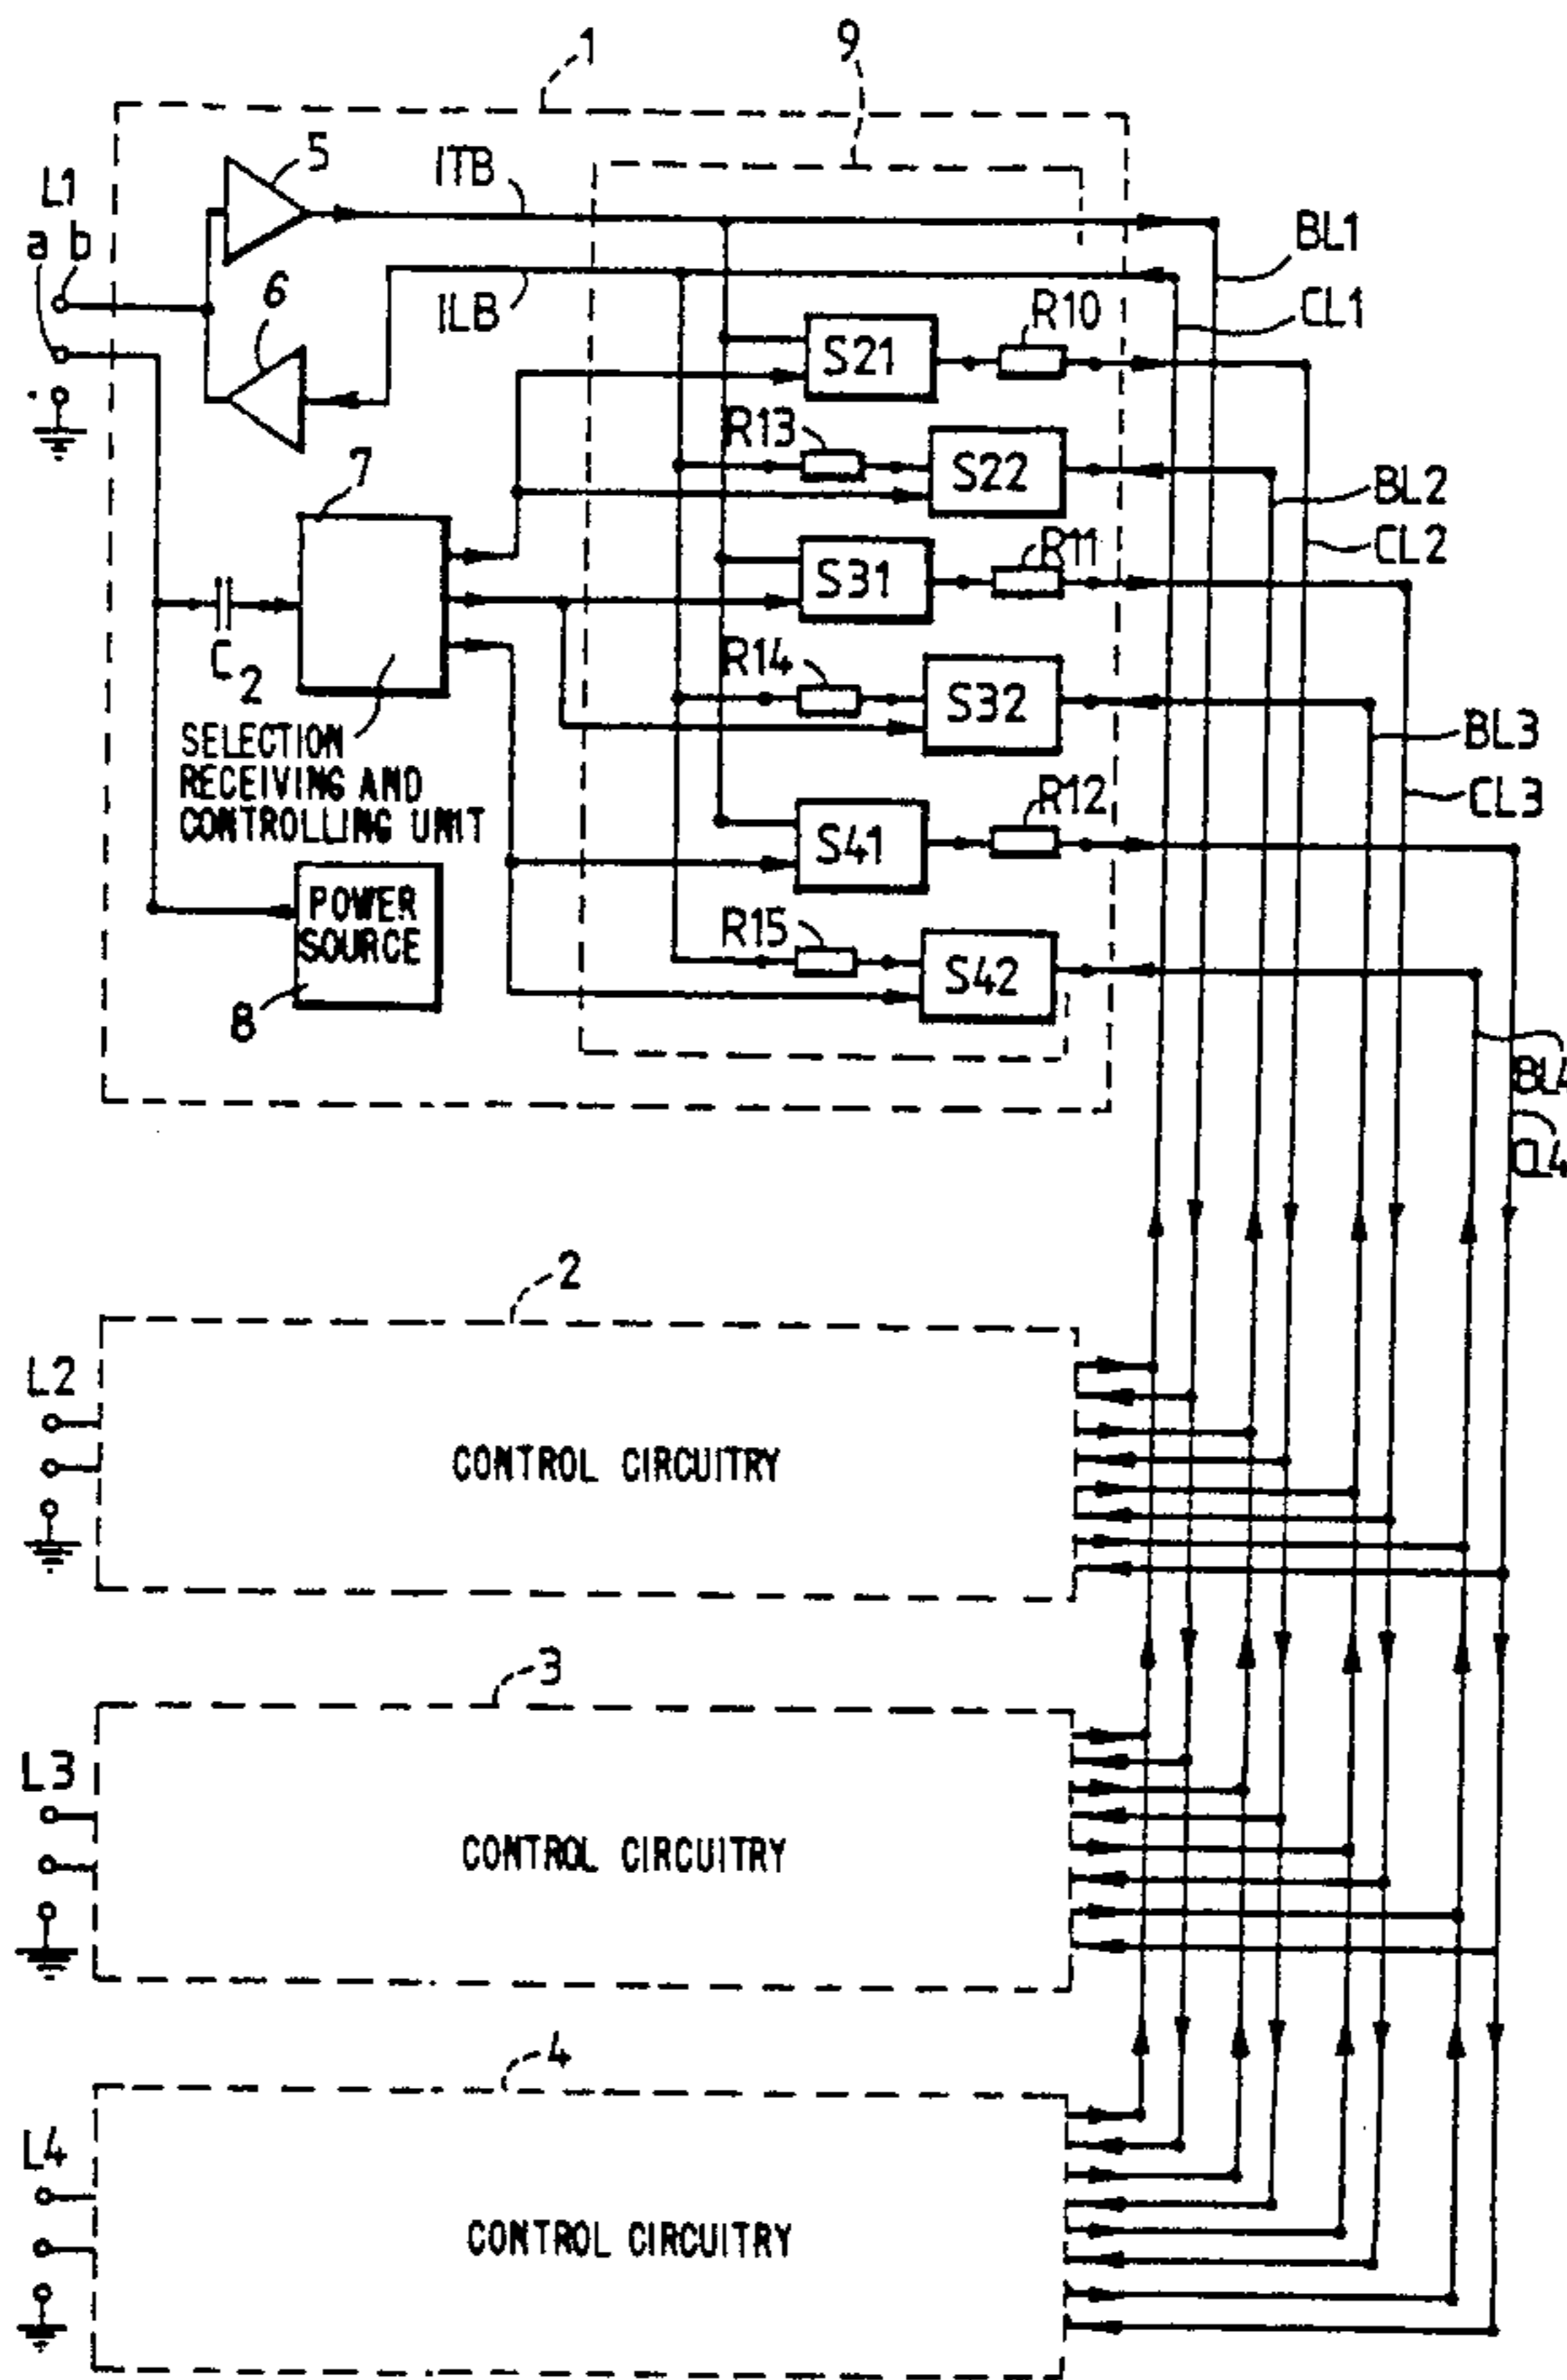 1
9
5
ITB
L1
a b
BL1
6
ILB
R10
CL1
S21
R13
7
S22
BL2
R11
CL2
S31
C2
R14
S32
BL3
SELECTION
RECEIVING AND
CONTROLLING UNIT
R12
CL3
S41
POWER
SOURCE
R15
S42
8
2
L2
CONTROL CIRCUITRY
3
L3
CONTROL CIRCUITRY
4
L4
CONTROL CIRCUITRY